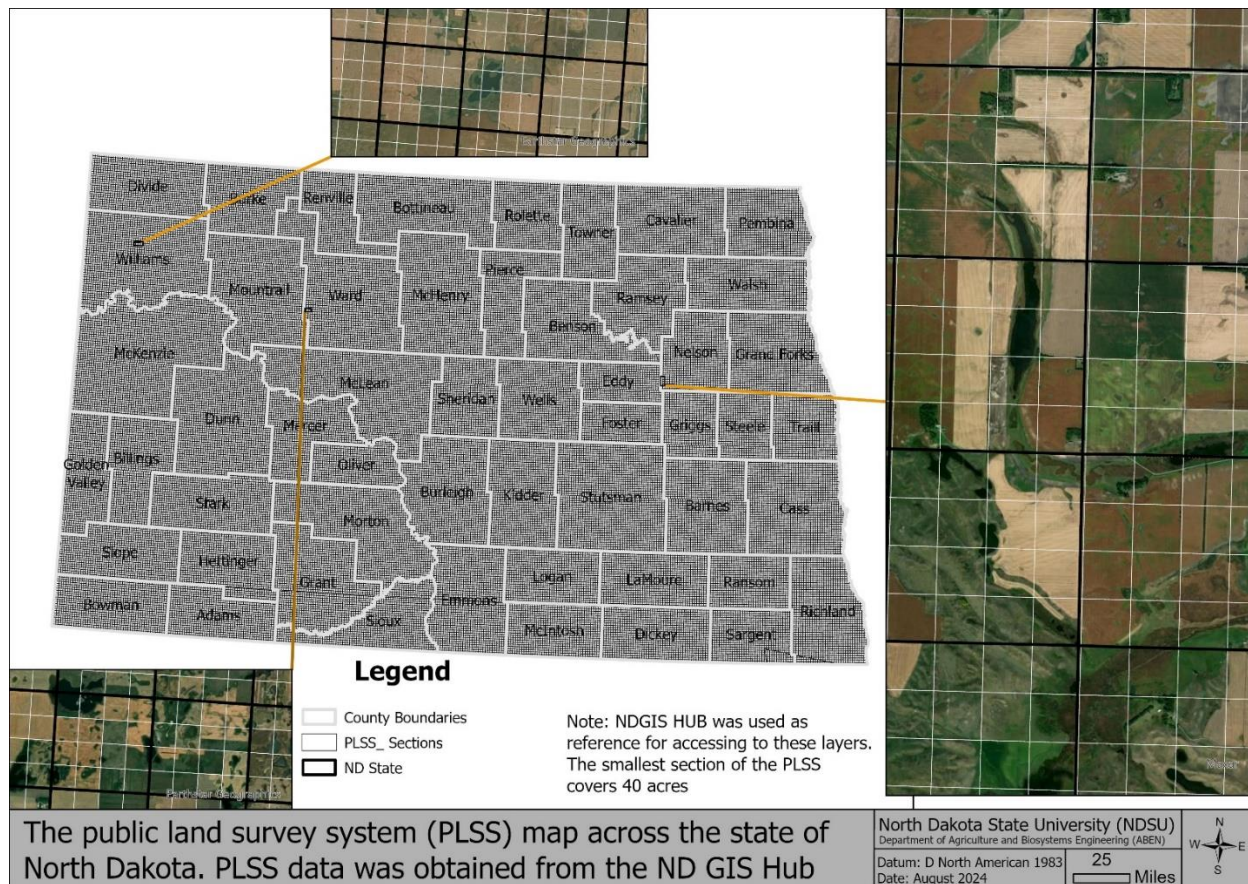 Earthstar Geographics
Divide
Burke
Renville
Bottineau
Rolette
Towner
Cavalier
Pembina
Williams
Mountrail
Ward
McHenry
Pierce
Benson
Ramsey
Walsh
McKenzie
Nelson
Grand Forks
McLean
Sheridan
Wells
Eddy
Dunn
Mercer
Foster
Griggs
Steele
Traill
Golden
Valley
Billings
Oliver
Burleigh
Kidder
Stutsman
Barnes
Cass
Stark
Morton
Slope
Hettinger
Grant
Logan
LaMoure
Ransom
Richland
Bowman
Adams
Sioux
Emmons
McIntosh
Dickey
Sargent
Maxar
Earthstar Geographics
Legend
County Boundaries
PLSS_ Sections
ND State
Note: NDGIS HUB was used as
reference for accessing to these layers.
The smallest section of the PLSS
covers 40 acres
The public land survey system (PLSS) map across the state of
North Dakota. PLSS data was obtained from the ND GIS Hub
North Dakota State University (NDSU)
Department of Agriculture and Biosystems Engineering (ABEN)
Datum: D North American 1983
Date: August 2024
25
Miles
N
W E
S